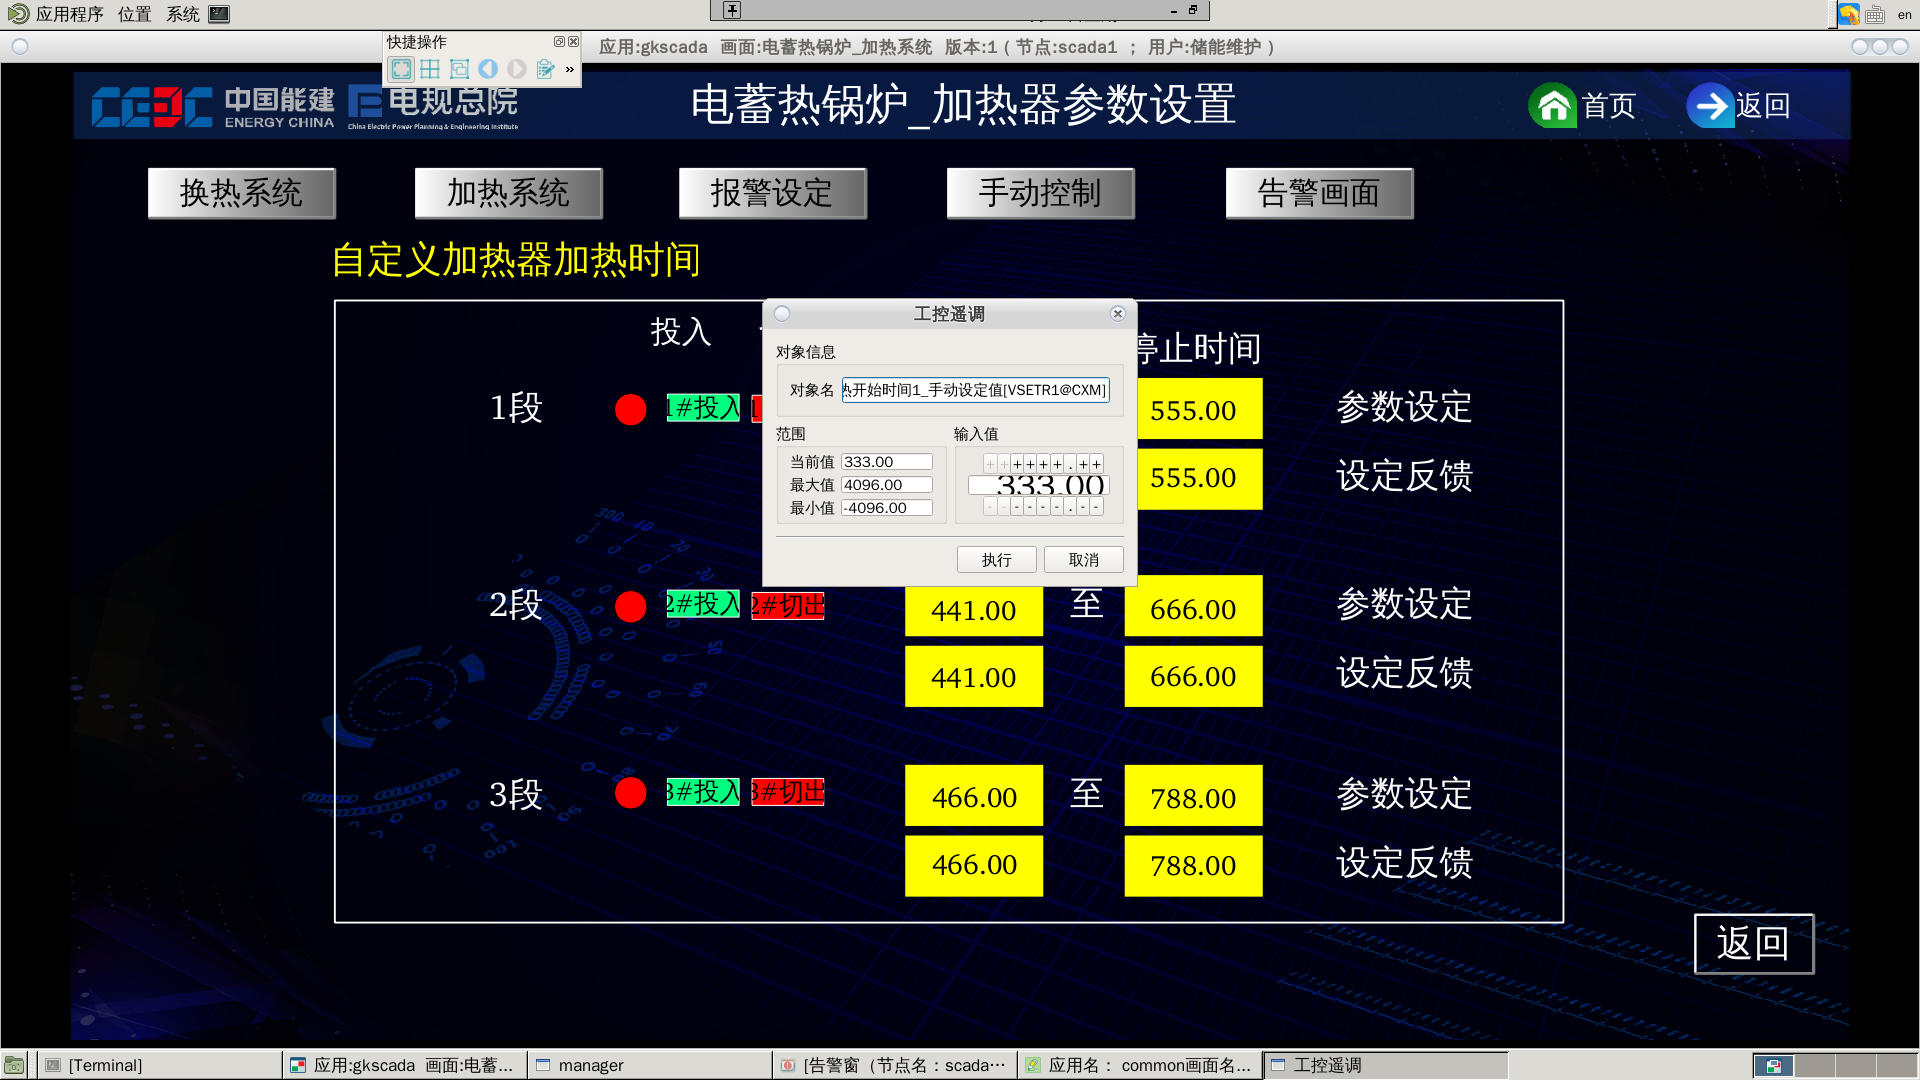 应用程序 位置 系统 en
快捷操作
应用:gkscada 画面:电蓄热锅炉_加热系统 版本:1 ( 节点:scada1 ； 用户:储能维护 )
中国能建
ENERGY CHINA
电规总院
China Electric Power Planning & Engineering Institute
电蓄热锅炉_加热器参数设置
首页
返回
换热系统 加热系统 报警设定 手动控制 告警画面
自定义加热器加热时间
投入 停止时间
工控遥调
对象信息
对象名 热开始时间1_手动设定值[VSETR1@CXM]
范围 输入值
当前值 333.00
最大值 4096.00
最小值 -4096.00
333.00
执行 取消
1段 1#投入 555.00 参数设定
555.00 设定反馈
2段 2#投入 2#切出 441.00 至 666.00 参数设定
441.00 666.00 设定反馈
3段 3#投入 3#切出 466.00 至 788.00 参数设定
466.00 788.00 设定反馈
返回
[Terminal] 应用:gkscada 画面:电蓄... manager [告警窗（节点名：scada··· 应用名： common画面名... 工控遥调